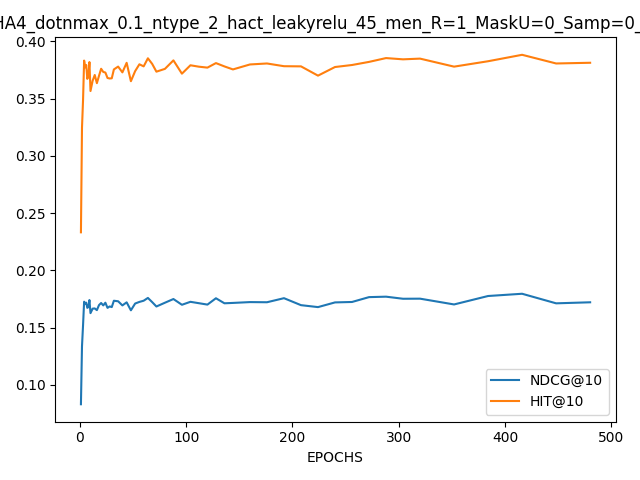 HA4_dotnmax_0.1_ntype_2_hact_leakyrelu_45_men_R=1_MaskU=0_Samp=0_
0.40
0.35
0.30
0.25
0.20
0.15
0.10
NDCG@10
HIT@10
0 100 200 300 400 500
EPOCHS